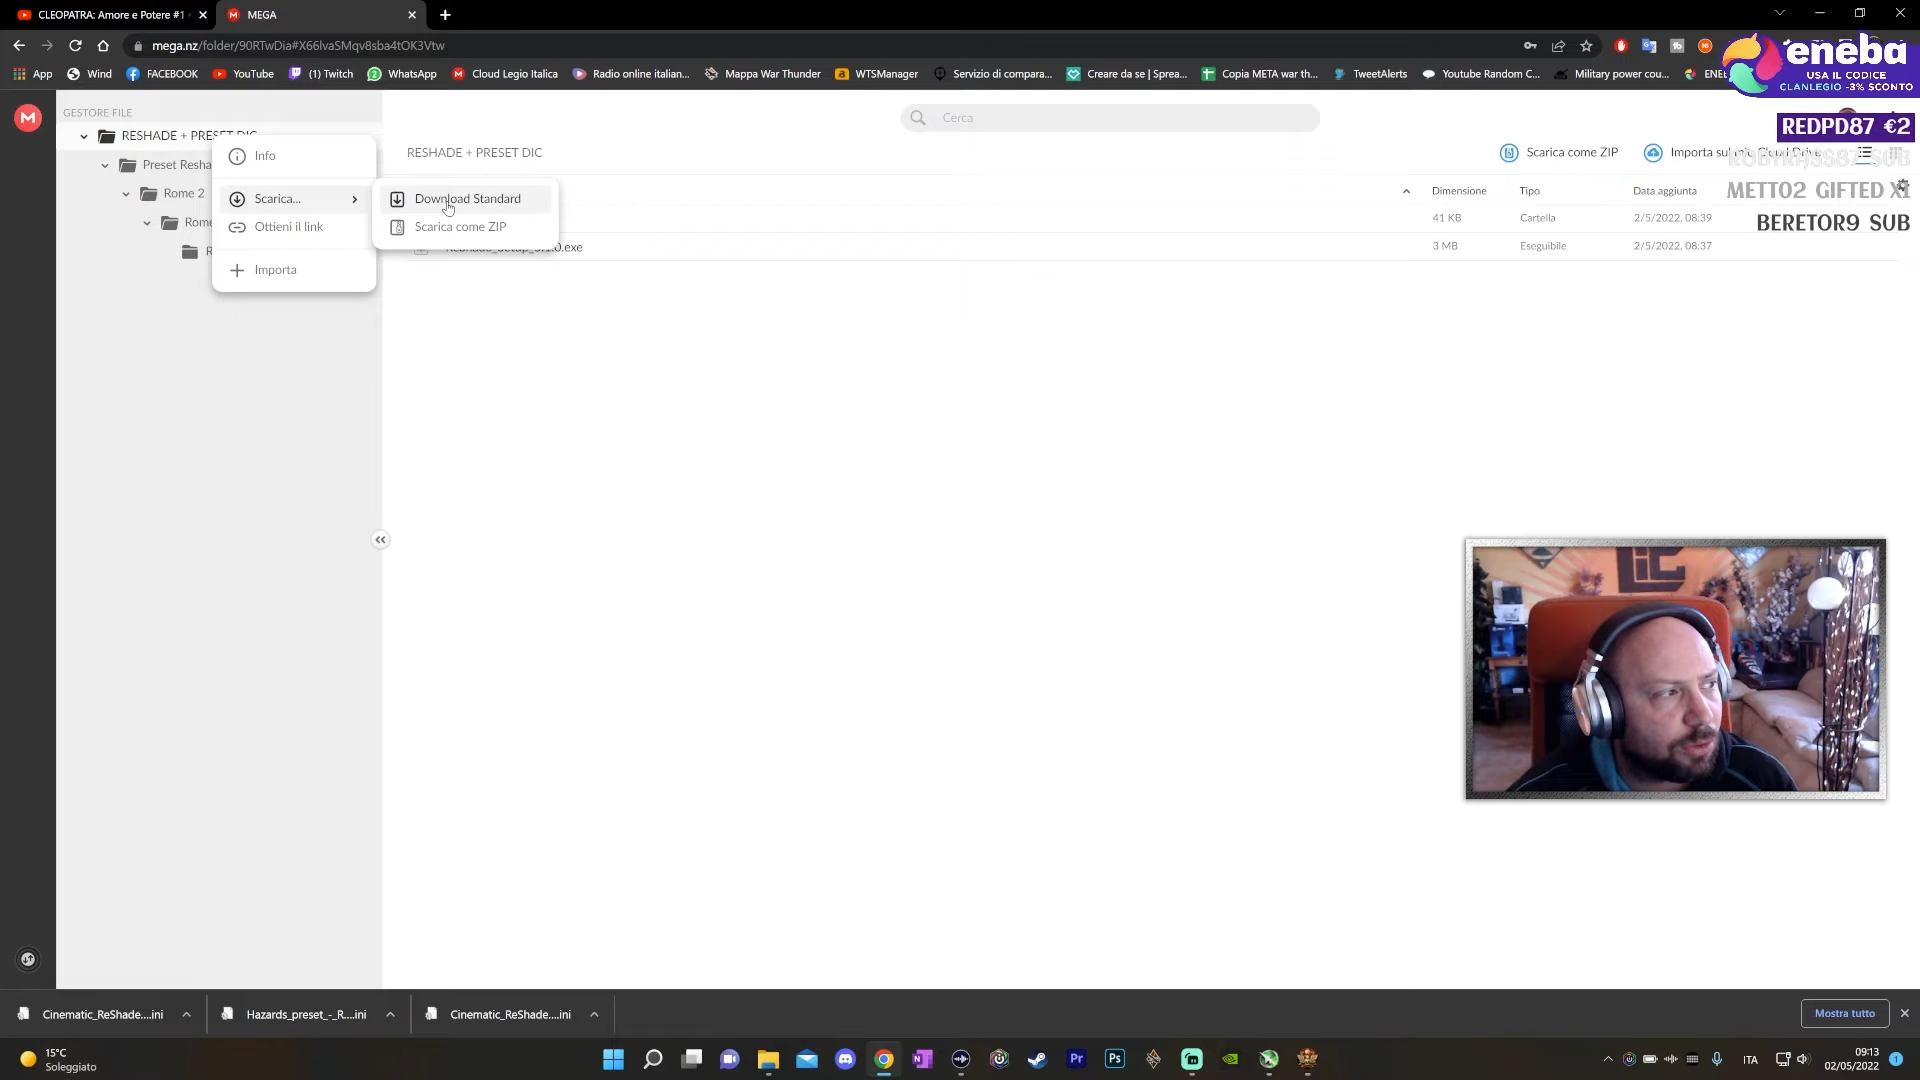 CLEOPATRA: Amore e Potere #1
MEGA
mega.nz/folder/90RTwDia#X66lvaSMqv8sba4tOK3Vtw
App
Wind
FACEBOOK
YouTube
(1) Twitch
WhatsApp
Cloud Legio Italica
Radio online italian...
Mappa War Thunder
WTSManager
Servizio di compara...
Creare da se | Sprea...
Copia META war th...
TweetAlerts
Youtube Random C...
Military power cou...
eneba
USA IL CODICE
CLANLEGIO -3% SCONTO
REDPD87 €2
METTO2 GIFTED X1
BERETOR9 SUB
GESTORE FILE
RESHADE + PRESET DIC
Preset Resha
Rome 2
Rome
R
Info
Scarica...
Ottieni il link
Importa
Download Standard
Scarica come ZIP
Cerca
RESHADE + PRESET DIC
Scarica come ZIP
Dimensione
Tipo
Data aggiunta
41 KB
Cartella
2/5/2022, 08:39
3 MB
Eseguibile
2/5/2022, 08:37
Cinematic_ReShade....ini
Hazards_preset_-_R....ini
Cinematic_ReShade....ini
Mostra tutto
15°C
Soleggiato
ITA
09:13
02/05/2022
1